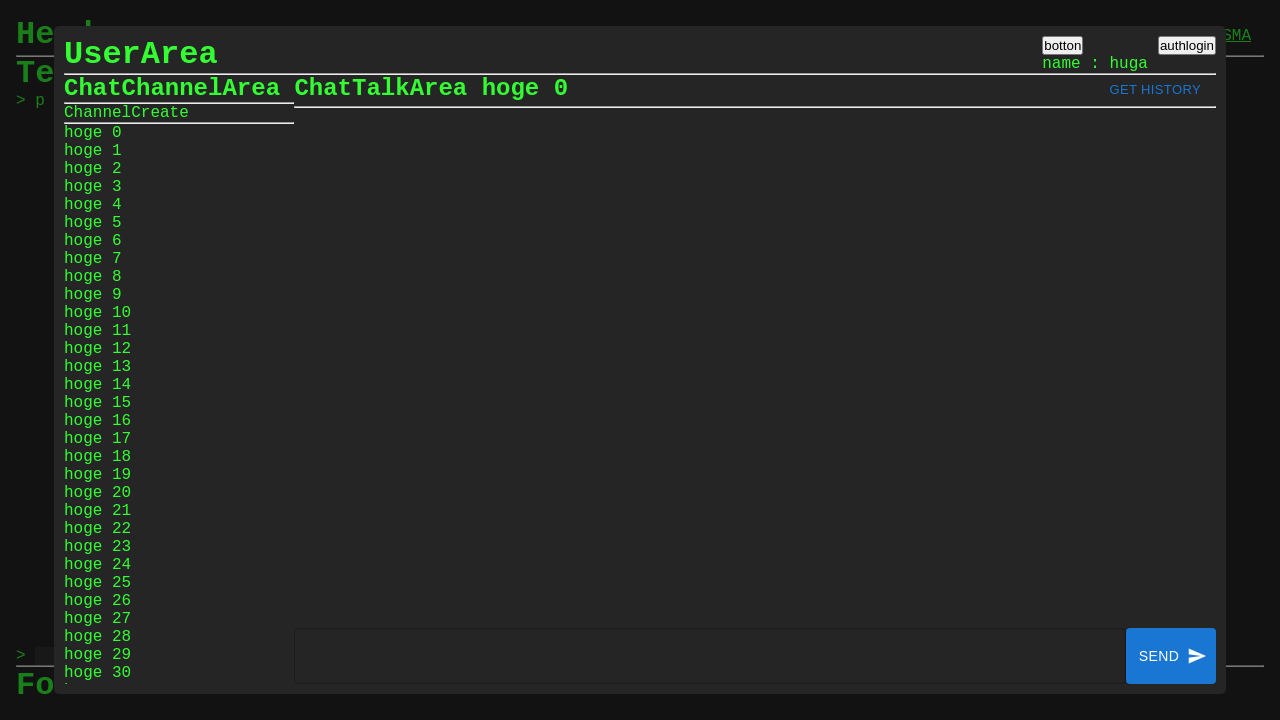 He
UserArea
botton
authlogin
SMA
name : huga
Te
ChatChannelArea
ChatTalkArea hoge 0
GET HISTORY
> p
ChannelCreate
hoge 0
hoge 1
hoge 2
hoge 3
hoge 4
hoge 5
hoge 6
hoge 7
hoge 8
hoge 9
hoge 10
hoge 11
hoge 12
hoge 13
hoge 14
hoge 15
hoge 16
hoge 17
hoge 18
hoge 19
hoge 20
hoge 21
hoge 22
hoge 23
hoge 24
hoge 25
hoge 26
hoge 27
hoge 28
hoge 29
hoge 30
>
SEND
Fo